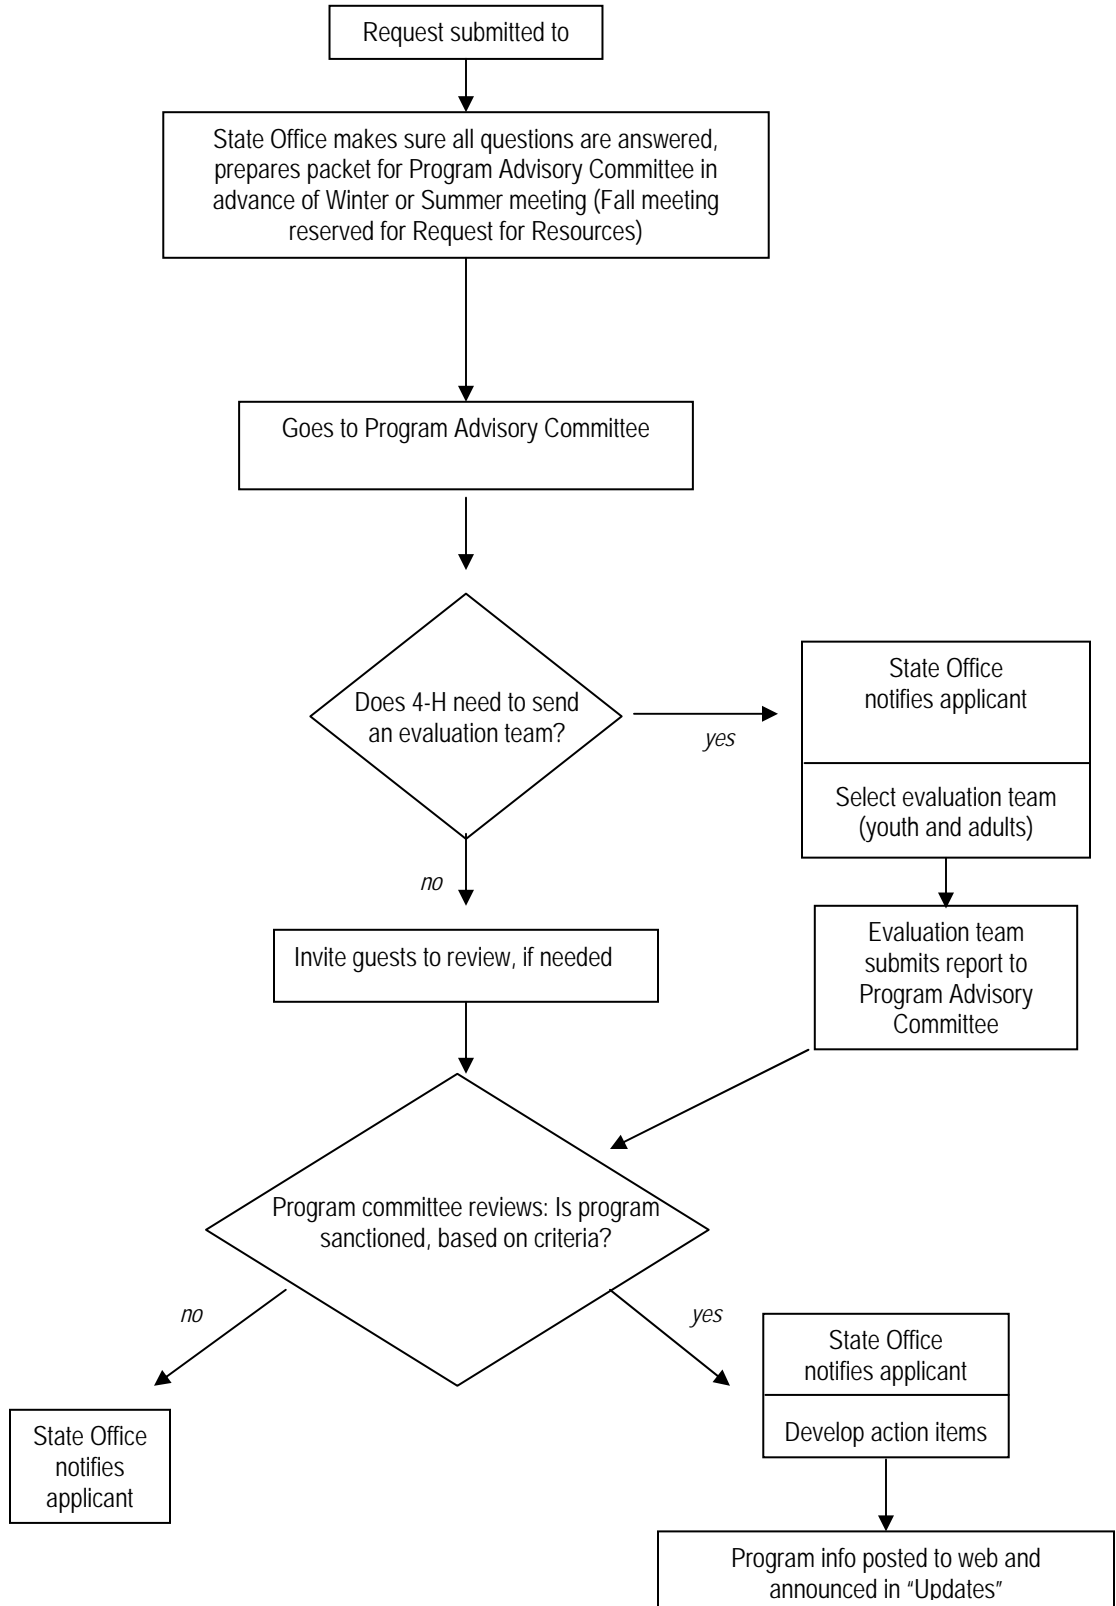 Request submitted to
State Office makes sure all questions are answered,
prepares packet for Program Advisory Committee in
advance of Winter or Summer meeting (Fall meeting
reserved for Request for Resources)
Goes to Program Advisory Committee
Does 4-H need to send
an evaluation team?
yes
State Office
notifies applicant
Select evaluation team
(youth and adults)
no
Invite guests to review, if needed
Evaluation team
submits report to
Program Advisory
Committee
Program committee reviews: Is program
sanctioned, based on criteria?
no
yes
State Office
notifies
applicant
State Office
notifies applicant
Develop action items
Program info posted to web and
announced in “Updates”